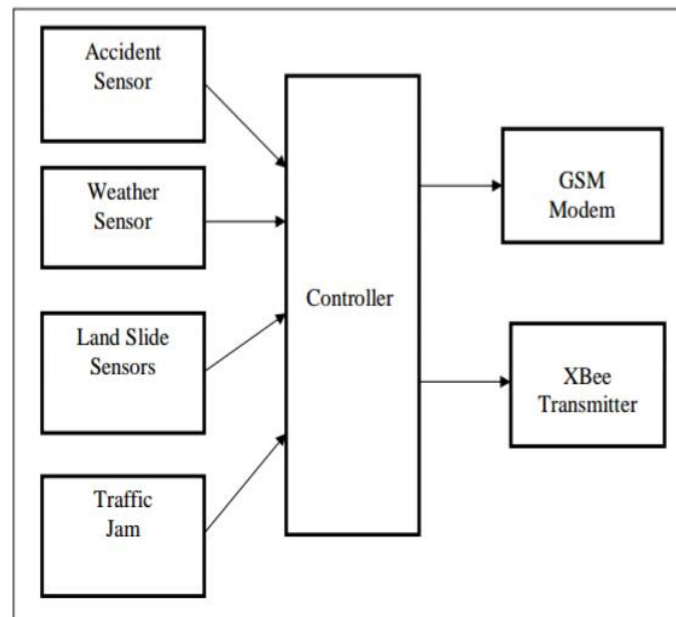 Accident
Sensor
Weather
Sensor
Land Slide
Sensors
Traffic
Jam
Controller
GSM
Modem
XBee
Transmitter